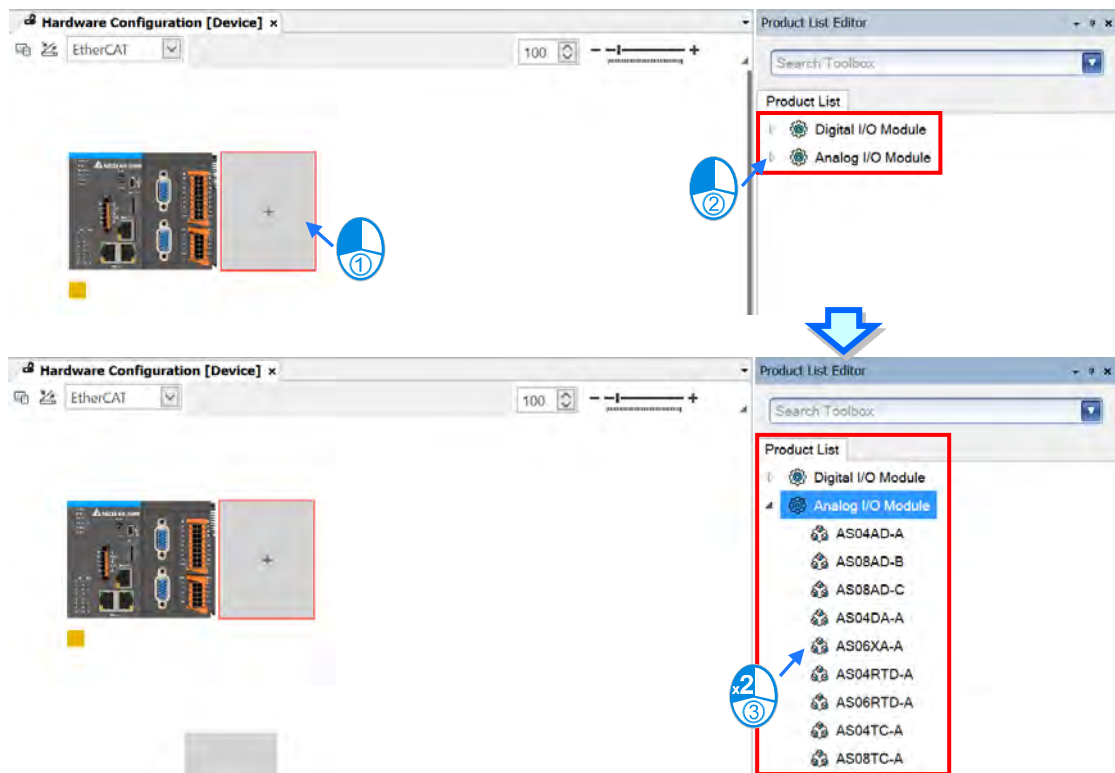 Hardware Configuration [Device] ×
Product List Editor
EtherCAT
100
Search Toolbox
Product List
Digital I/O Module
Analog I/O Module
①
②
Hardware Configuration [Device] ×
Product List Editor
EtherCAT
100
Search Toolbox
Product List
Digital I/O Module
Analog I/O Module
AS04AD-A
AS08AD-B
AS08AD-C
AS04DA-A
AS06XA-A
AS04RTD-A
x2
③
AS06RTD-A
AS04TC-A
AS08TC-A